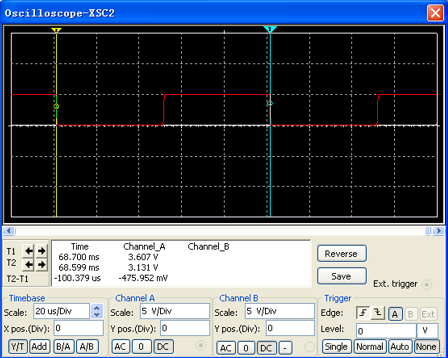 Oscilloscope-XSC2
1
2
Time Channel_A Channel_B
T1 68.700 ms 3.607 V
T2 68.599 ms 3.131 V
T2-T1 -100.379 us -475.952 mV
Reverse
Save
Ext. trigger
Timebase Channel A Channel B Trigger
Scale: 20 us/Div Scale: 5 V/Div Scale: 5 V/Div Edge: A B Ext
X pos.(Div): 0 Y pos.(Div): 0 Y pos.(Div): 0 Level: 0 V
Y/T Add B/A A/B AC 0 DC AC 0 DC - Single Normal Auto None